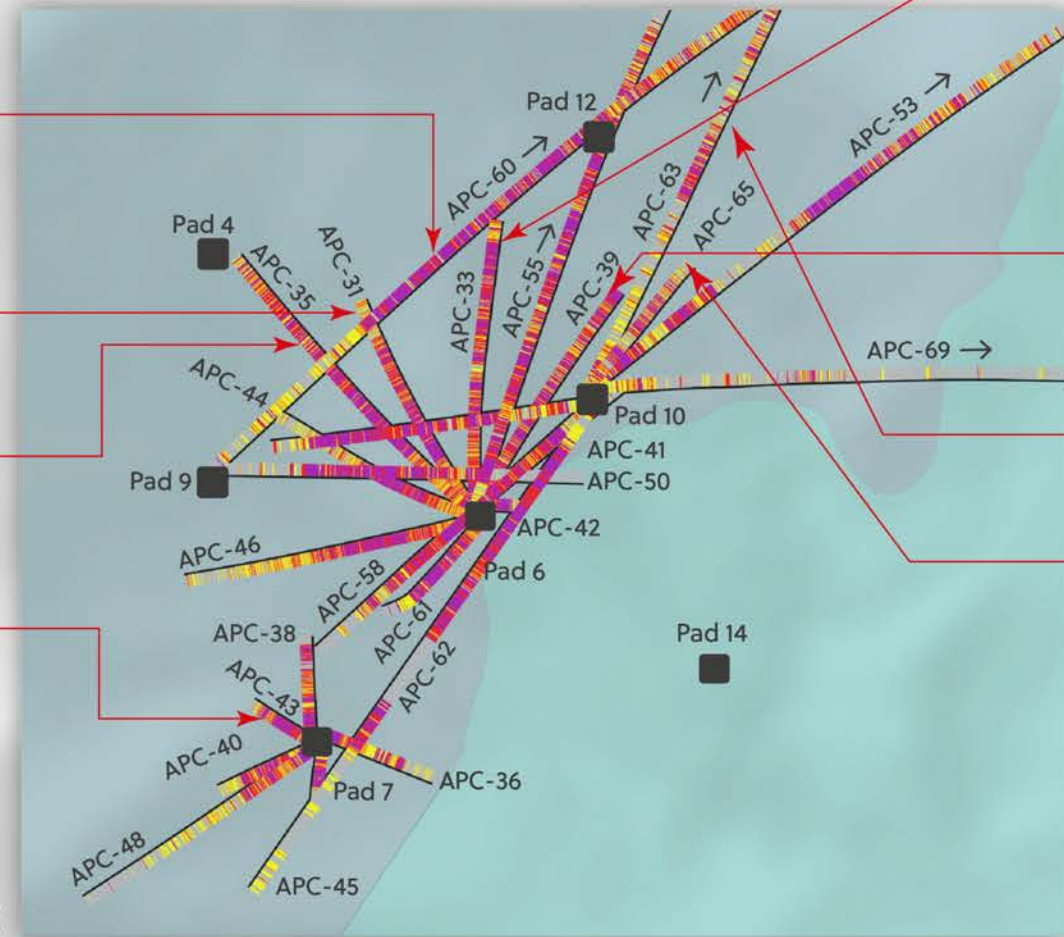 Pad 12
APC-60 →
APC-63
APC-53 →
APC-65
Pad 4
APC-35
APC-31
APC-33
APC-55 →
APC-39
APC-69 →
APC-44
Pad 10
APC-41
APC-50
Pad 9
APC-42
APC-46
Pad 6
APC-58
APC-61
APC-62
Pad 14
APC-38
APC-43
APC-40
Pad 7
APC-36
APC-48
APC-45